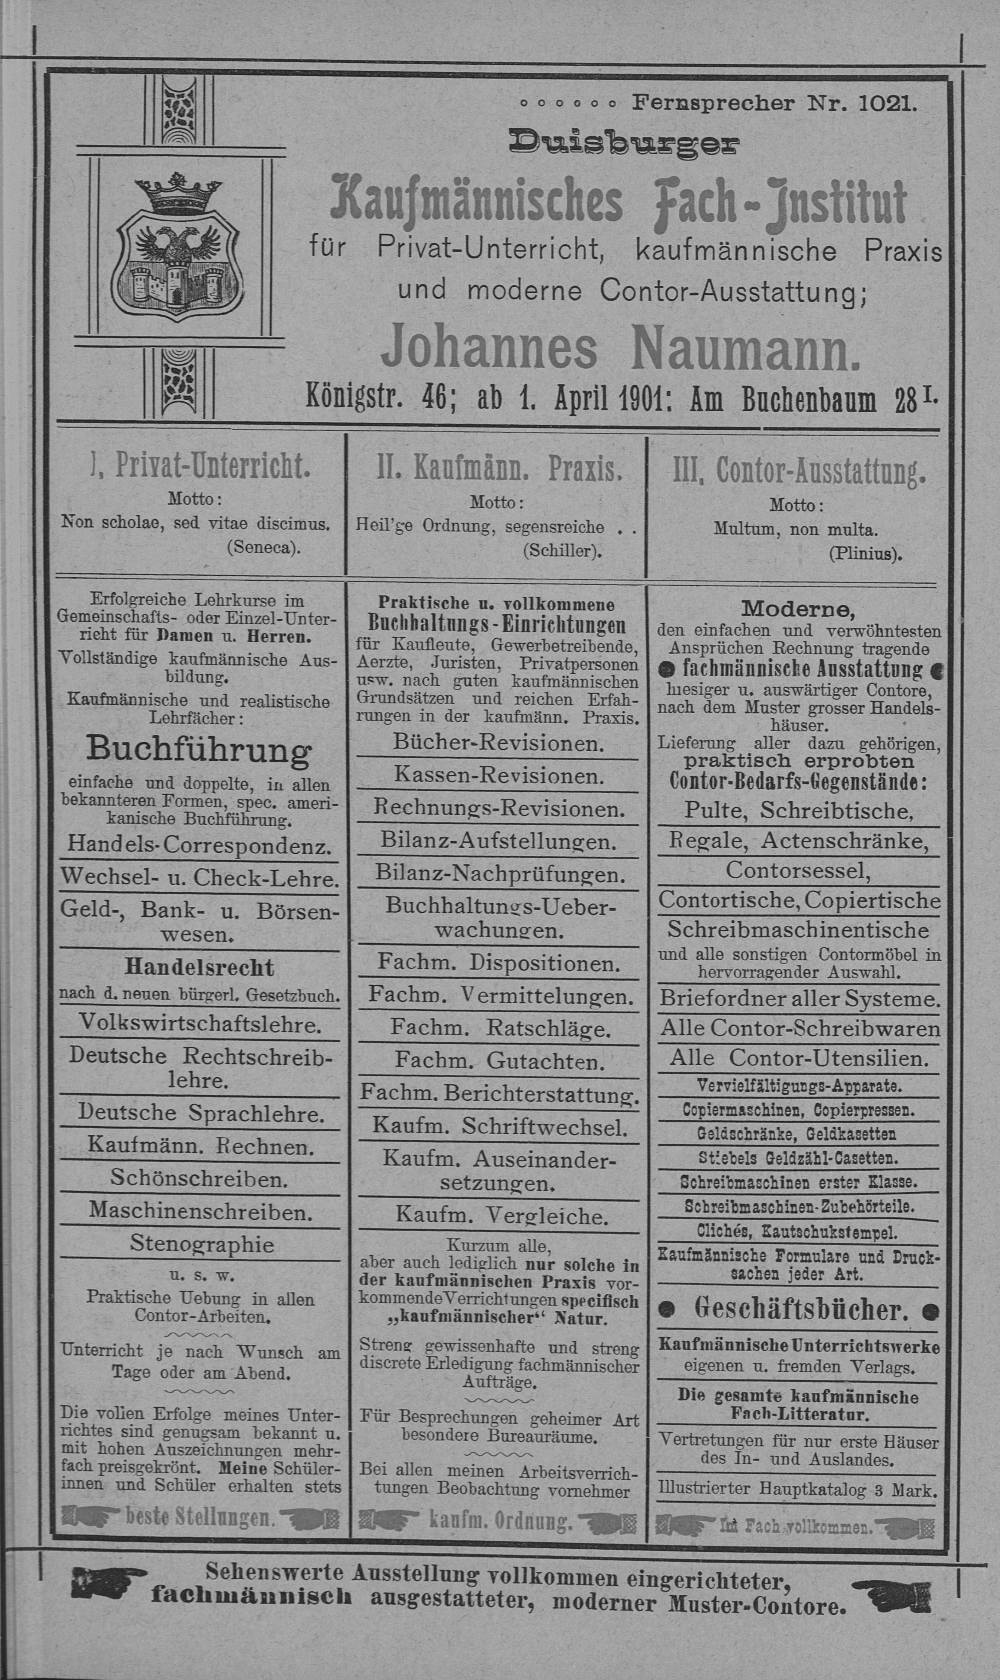 Fernsprecher Nr. 1021.
Duisburger
Kaufmännisches Fach-Institut
für Privat-Unterricht, kaufmännische Praxis
und moderne Contor-Ausstattung;
Johannes Naumann.
Königstr. 46; ab 1. April 1901: Am Buchenbaum 28 I.
I. Privat-Unterricht.
Motto:
Non scholae, sed vitae discimus.
(Seneca).
Erfolgreiche Lehrkurse im
Gemeinschafts- oder Einzel-Unter-
richt für Damen u. Herren.
Vollständige kaufmännische Aus-
bildung.
Kaufmännische und realistische
Lehrfächer:
Buchführung
einfache und doppelte, in allen
bekannteren Formen, spec. ameri-
kanische Buchführung.
Handels-Correspondenz.
Wechsel- u. Check-Lehre.
Geld-, Bank- u. Börsen-
wesen.
Handelsrecht
nach d. neuen bürgerl. Gesetzbuch.
Volkswirtschaftslehre.
Deutsche Rechtschreib-
lehre.
Deutsche Sprachlehre.
Kaufmänn. Rechnen.
Schönschreiben.
Maschinenschreiben.
Stenographie
u. s. w.
Praktische Uebung in allen
Contor-Arbeiten.
Unterricht je nach Wunsch am
Tage oder am Abend.
Die vollen Erfolge meines Unter-
richtes sind genugsam bekannt u.
mit hohen Auszeichnungen mehr-
fach preisgekrönt. Meine Schüler-
innen und Schüler erhalten stets
beste Stellungen.
II. Kaufmänn. Praxis.
Motto:
Heil'ge Ordnung, segensreiche . .
(Schiller).
Praktische u. vollkommene
Buchhaltungs-Einrichtungen
für Kaufleute, Gewerbetreibende,
Aerzte, Juristen, Privatpersonen
usw. nach guten kaufmännischen
Grundsätzen und reichen Erfah-
rungen in der kaufmänn. Praxis.
Bücher-Revisionen.
Kassen-Revisionen.
Rechnungs-Revisionen.
Bilanz-Aufstellungen.
Bilanz-Nachprüfungen.
Buchhaltungs-Ueber-
wachungen.
Fachm. Dispositionen.
Fachm. Vermittelungen.
Fachm. Ratschläge.
Fachm. Gutachten.
Fachm. Berichterstattung.
Kaufm. Schriftwechsel.
Kaufm. Auseinander-
setzungen.
Kaufm. Vergleiche.
Kurzum alle,
aber auch lediglich nur solche in
der kaufmännischen Praxis vor-
kommende Verrichtungen specifisch
„kaufmännischer“ Natur.
Streng gewissenhafte und streng
discrete Erledigung fachmännischer
Aufträge.
Für Besprechungen geheimer Art
besondere Bureauräume.
Bei allen meinen Arbeitsverrich-
tungen Beobachtung vornehmer
kaufm. Ordnung.
III. Contor-Ausstattung.
Motto:
Multum, non multa.
(Plinius).
Moderne,
den einfachen und verwöhntesten
Ansprüchen Rechnung tragende
fachmännische Ausstattung
hiesiger u. auswärtiger Contore,
nach dem Muster grosser Handels-
häuser.
Lieferung aller dazu gehörigen,
praktisch erprobten
Contor-Bedarfs-Gegenstände:
Pulte, Schreibtische,
Regale, Actenschränke,
Contorsessel,
Contortische, Copiertische
Schreibmaschinentische
und alle sonstigen Contormöbel in
hervorragender Auswahl.
Briefordner aller Systeme.
Alle Contor-Schreibwaren
Alle Contor-Utensilien.
Vervielfältigungs-Apparate.
Copiermaschinen, Copierpressen.
Geldschränke, Geldkasetten
Stiebels Geldzähl-Casetten.
Schreibmaschinen erster Klasse.
Schreibmaschinen-Zubehörteile.
Clichés, Kautschukstempel.
Kaufmännische Formulare und Druck-
sachen jeder Art.
Geschäftsbücher.
Kaufmännische Unterrichtswerke
eigenen u. fremden Verlags.
Die gesamte kaufmännische
Fach-Litteratur.
Vertretungen für nur erste Häuser
des In- und Auslandes.
Illustrierter Hauptkatalog 3 Mark.
Im Fach vollkommen.
Sehenswerte Ausstellung vollkommen eingerichteter,
fachmännisch ausgestatteter, moderner Muster-Contore.